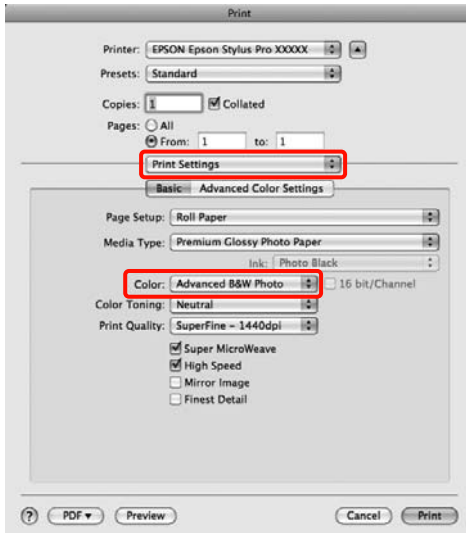 Print
Printer: EPSON Epson Stylus Pro XXXXX
Presets: Standard
Copies: 1 Collated
Pages: All
From: 1 to: 1
Print Settings
Basic Advanced Color Settings
Page Setup: Roll Paper
Media Type: Premium Glossy Photo Paper
Ink: Photo Black
Color: Advanced B&W Photo 16 bit/Channel
Color Toning: Neutral
Print Quality: SuperFine - 1440dpi
Super MicroWeave
High Speed
Mirror Image
Finest Detail
? PDF Preview Cancel Print